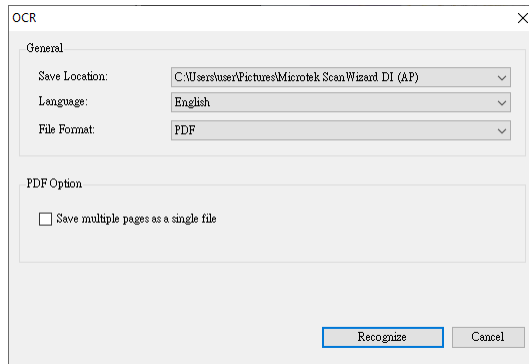 OCR
General
Save Location: C:\Users\user\Pictures\Microtek ScanWizard DI (AP)
Language: English
File Format: PDF
PDF Option
Save multiple pages as a single file
Recognize Cancel